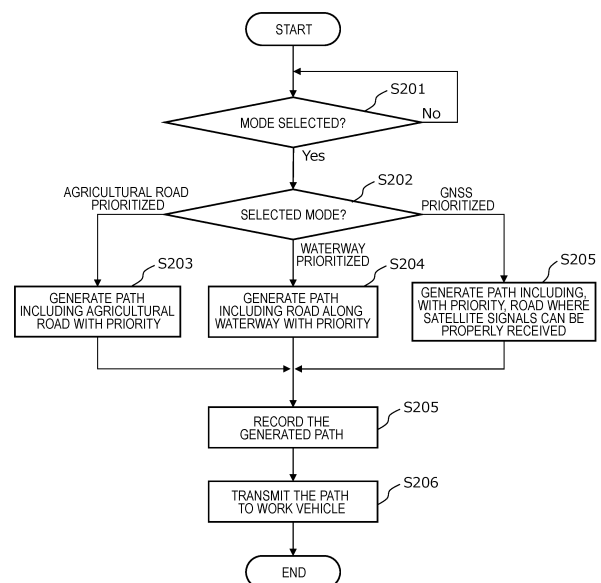 START
S201
MODE SELECTED?
No
Yes
S202
AGRICULTURAL ROAD
PRIORITIZED
SELECTED MODE?
GNSS
PRIORITIZED
WATERWAY
PRIORITIZED
S203
GENERATE PATH
INCLUDING AGRICULTURAL
ROAD WITH PRIORITY
S204
GENERATE PATH
INCLUDING ROAD ALONG
WATERWAY WITH PRIORITY
S205
GENERATE PATH INCLUDING,
WITH PRIORITY, ROAD WHERE
SATELLITE SIGNALS CAN BE
PROPERLY RECEIVED
S205
RECORD THE
GENERATED PATH
S206
TRANSMIT THE PATH
TO WORK VEHICLE
END